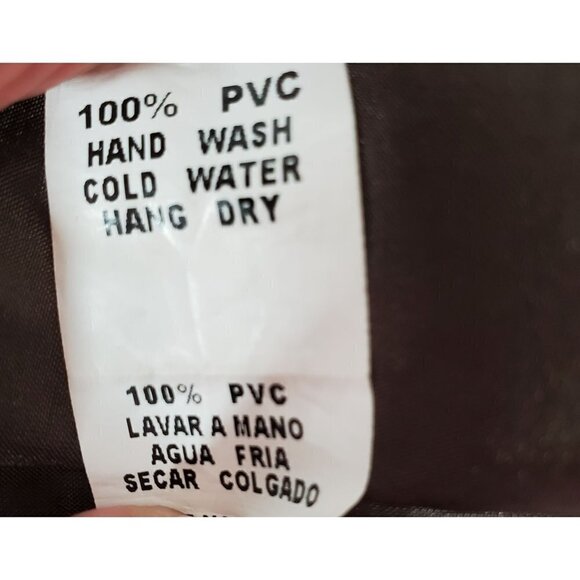 100% PVC
HAND WASH
COLD WATER
HANG DRY
100% PVC
LAVAR A MANO
AGUA FRIA
SECAR COLGADO